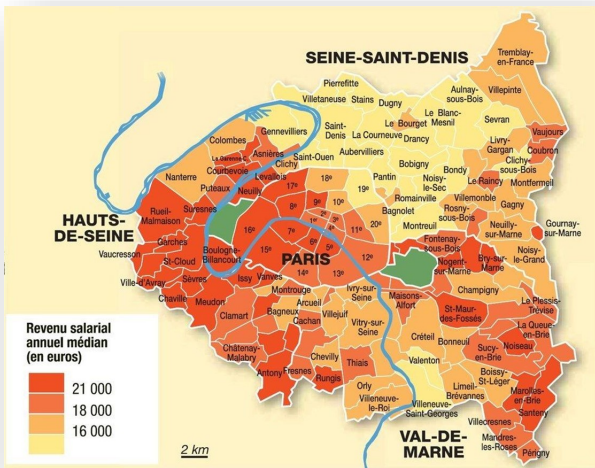 SEINE-SAINT-DENIS
Tremblay-
en-France
Pierrefitte
Villetaneuse
Stains
Dugny
Aulnay-
sous-Bois
Villepinte
Gennevilliers
Saint-
Denis
La Courneuve
Le Bourget
Le Blanc-
Mesnil
Drancy
Sevran
Vaujours
Colombes
La Garenne-C.
Asnières
Courbevoie
Clichy
Saint-Ouen
Aubervilliers
Bobigny
Bondy
Livry-
Gargan
Coubron
Clichy-
sous-Bois
Montfermeil
Nanterre
Puteaux
Levallois
Neuilly
17e
18e
19e
Pantin
Noisy-
le-Sec
Le Raincy
Romainville
Bagnolet
Rosny-
sous-Bois
Villemonble
Gagny
HAUTS-
DE-SEINE
Rueil-
Malmaison
Suresnes
8e
9e
10e
1er
2e
3e
4e
11e
20e
Montreuil
Neuilly-
sur-Marne
Gournay-
sur-Marne
16e
7e
6e
5e
15e
PARIS
12e
13e
14e
Fontenay-
sous-Bois
Nogent-
sur-Marne
Bry-sur-
Marne
Noisy-
le-Grand
Garches
Vaucresson
St-Cloud
Boulogne-
Billancourt
Ville-d'Avray
Sèvres
Chaville
Meudon
Issy
Vanves
Montrouge
Ivry-sur-
Seine
Maisons-
Alfort
Champigny
Le Plessis-
Trévise
Clamart
Bagneux
Arcueil
Cachan
Villejuif
Vitry-sur-
Seine
St-Maur-
des-Fossés
La Queue-
en-Brie
Châtenay-
Malabry
Chevilly
Thiais
Créteil
Bonneuil
Sucy-
en-Brie
Noiseau
Antony
Fresnes
Rungis
Orly
Valenton
Boissy-
St-Léger
Limeil-
Brévannes
Marolles-
en-Brie
Santeny
Villeneuve-
le-Roi
Villeneuve-
Saint-Georges
Villecresnes
Mandres-
les-Roses
Périgny
VAL-DE-
MARNE
Revenu salarial
annuel médian
(en euros)
21 000
18 000
16 000
2 km